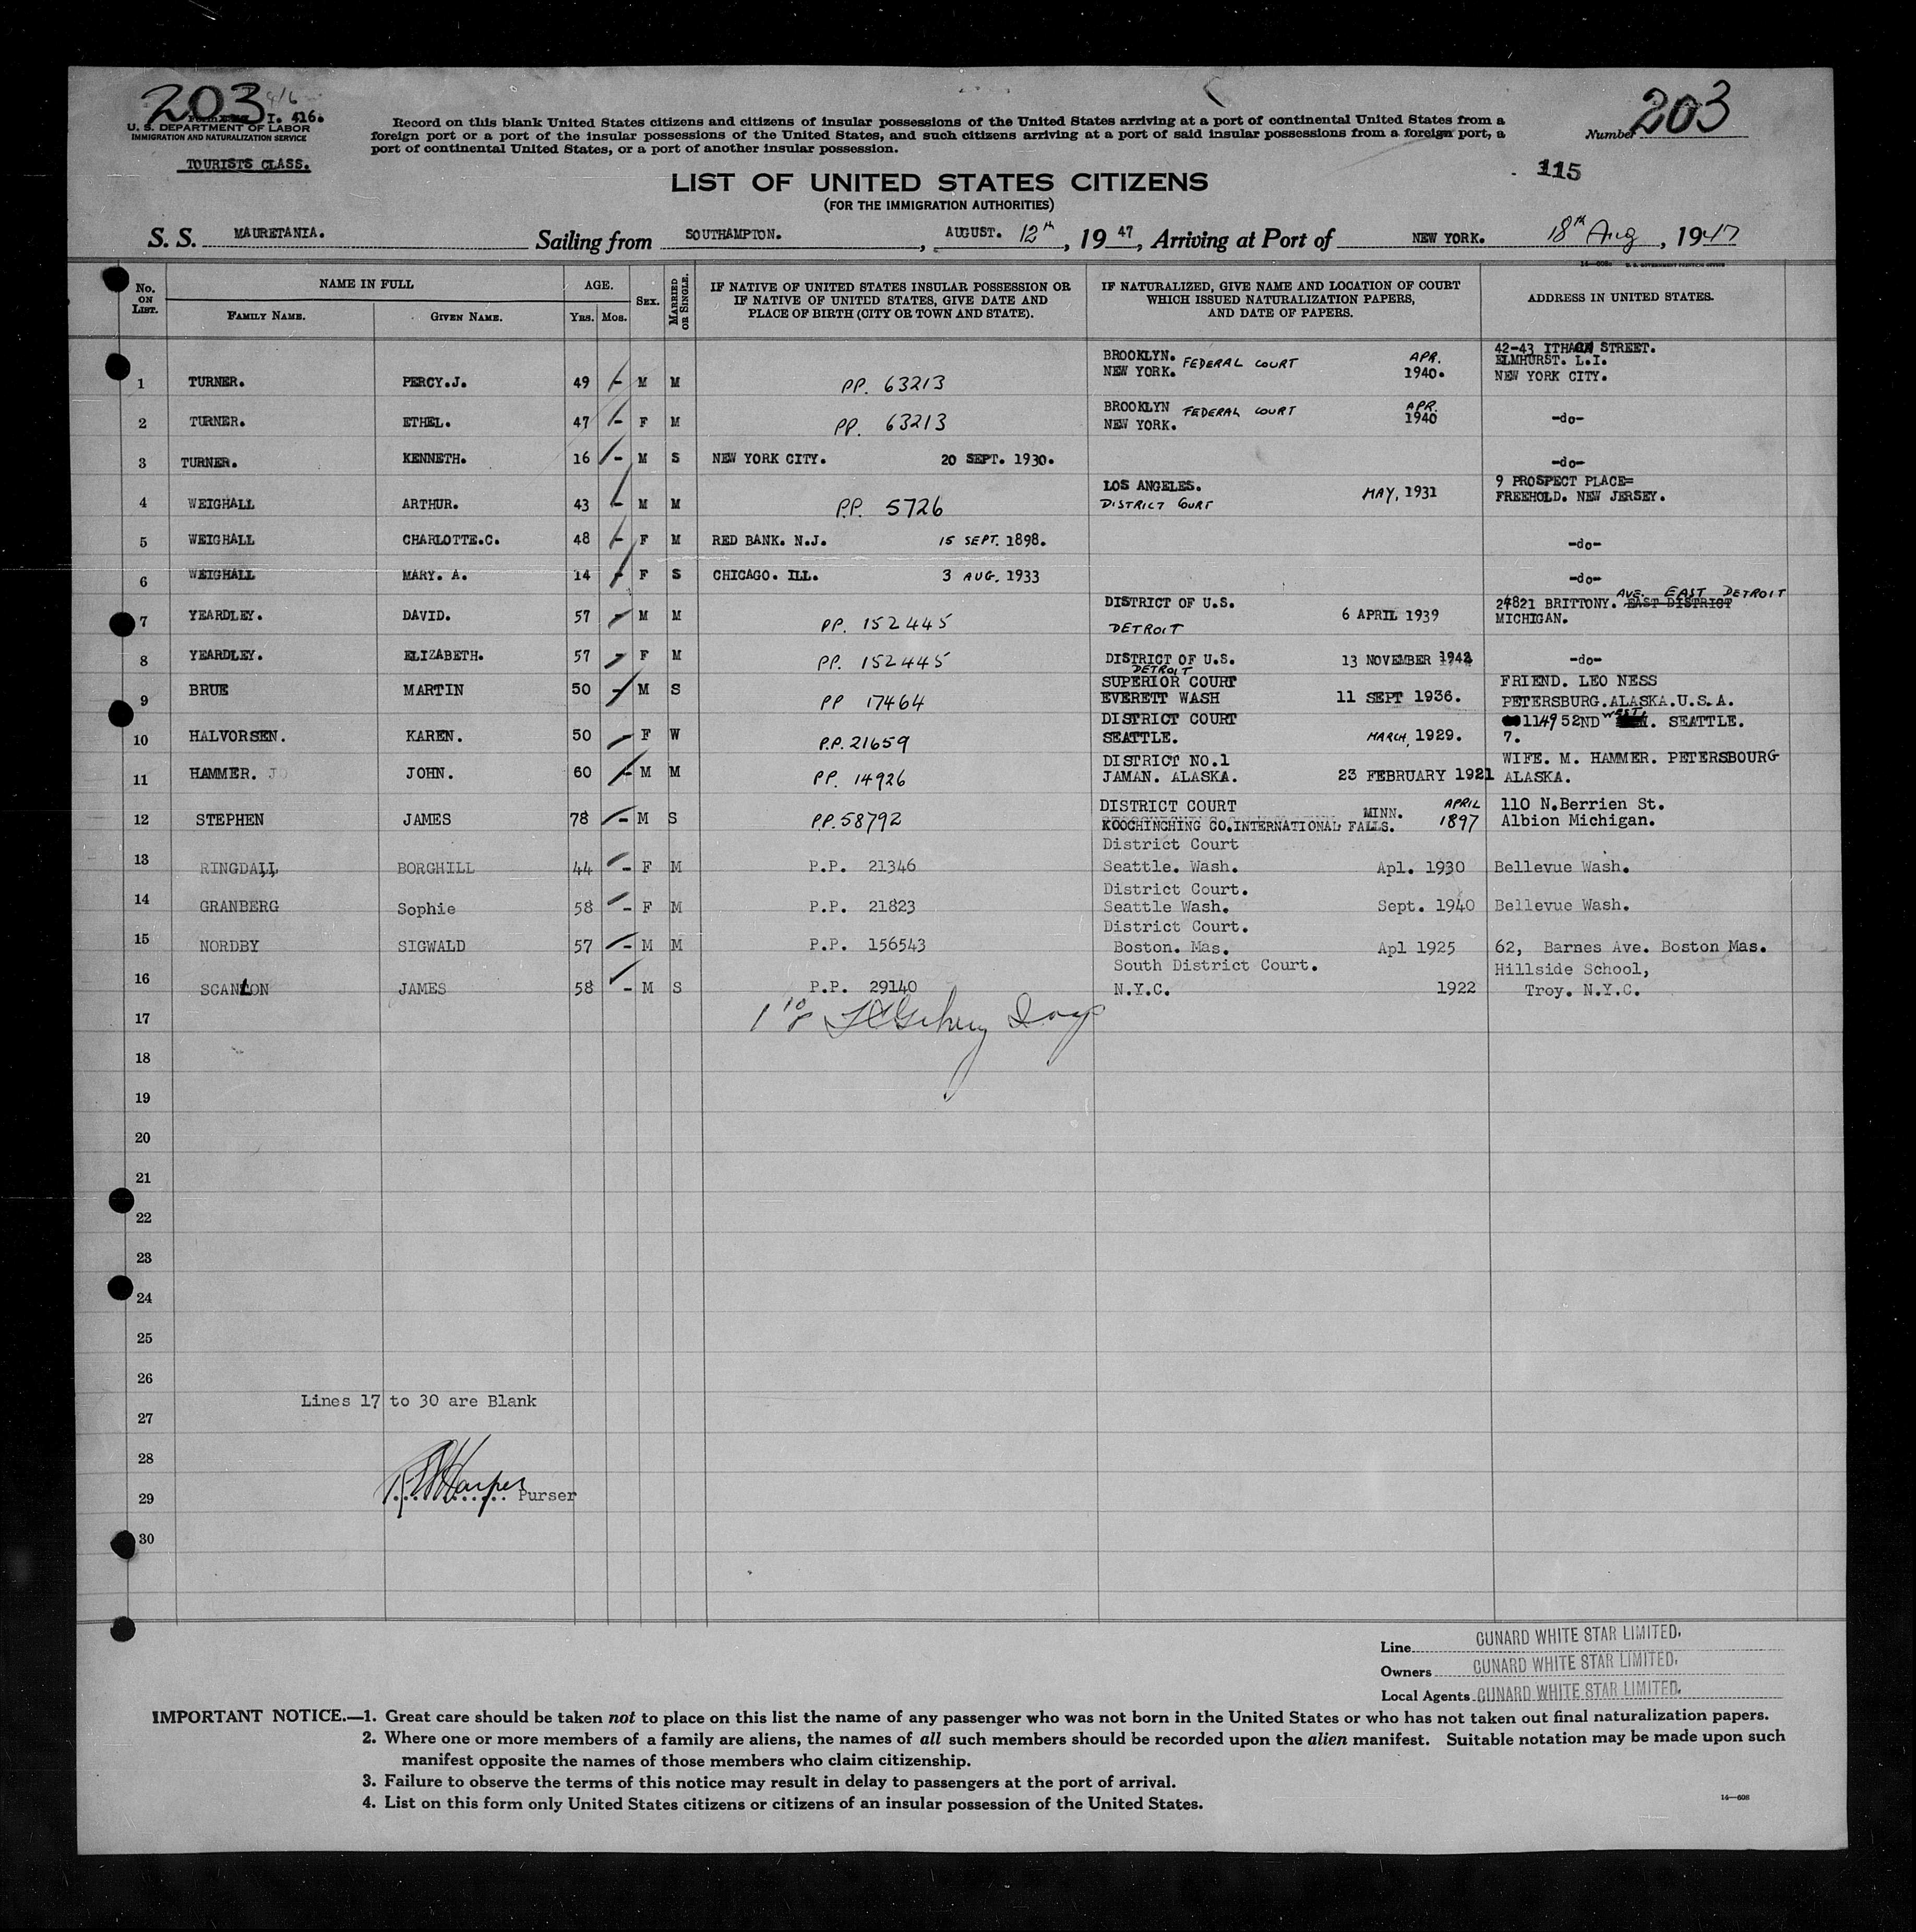 203 416
I. 416.
U. S. DEPARTMENT OF LABOR
IMMIGRATION AND NATURALIZATION SERVICE
TOURISTS CLASS.
Record on this blank United States citizens and citizens of insular possessions of the United States arriving at a port of continental United States from a
foreign port or a port of the insular possessions of the United States, and such citizens arriving at a port of said insular possessions from a foreign port, a
port of continental United States, or a port of another insular possession.
Number 203
115
LIST OF UNITED STATES CITIZENS
(FOR THE IMMIGRATION AUTHORITIES)
S. S. MAURETANIA. Sailing from SOUTHAMPTON. , AUGUST. 12th , 19 47, Arriving at Port of NEW YORK. 18th Aug , 1947
No. ON LIST. NAME IN FULL FAMILY NAME. GIVEN NAME. AGE. YRS. MOS. SEX. MARRIED OR SINGLE.
IF NATIVE OF UNITED STATES INSULAR POSSESSION OR
IF NATIVE OF UNITED STATES, GIVE DATE AND
PLACE OF BIRTH (CITY OR TOWN AND STATE).
IF NATURALIZED, GIVE NAME AND LOCATION OF COURT
WHICH ISSUED NATURALIZATION PAPERS,
AND DATE OF PAPERS.
ADDRESS IN UNITED STATES.
BROOKLYN. FEDERAL COURT APR. 42-43 ITHACA STREET.
NEW YORK. 1940. ELMHURST. L.I.
1 TURNER. PERCY.J. 49 - M M PP. 63213 NEW YORK CITY.
BROOKLYN FEDERAL COURT APR.
2 TURNER. ETHEL. 47 - F M PP. 63213 NEW YORK. 1940 -do-
3 TURNER. KENNETH. 16 - M S NEW YORK CITY. 20 SEPT. 1930. -do-
LOS ANGELES. MAY, 1931 9 PROSPECT PLACE=
4 WEIGHALL ARTHUR. 43 - M M P.P. 5726 DISTRICT COURT FREEHOLD. NEW JERSEY.
5 WEIGHALL CHARLOTTE.C. 48 - F M RED BANK. N.J. 15 SEPT. 1898. -do-
6 WEIGHALL MARY. A. 14 - F S CHICAGO. ILL. 3 AUG. 1933 -do-
AVE. EAST DETROIT
DISTRICT OF U.S. 24821 BRITTONY. EAST DISTRICT
7 YEARDLEY. DAVID. 57 - M M PP. 152445 DETROIT 6 APRIL 1939 MICHIGAN.
8 YEARDLEY. ELIZABETH. 57 - F M PP. 152445 DISTRICT OF U.S. 13 NOVEMBER 1942 -do-
DETROIT
SUPERIOR COURT FRIEND. LEO NESS
9 BRUE MARTIN 50 - M S PP 17464 EVERETT WASH 11 SEPT 1936. PETERSBURG.ALASKA.U.S.A.
DISTRICT COURT 1149 52ND WEST. SEATTLE.
10 HALVORSEN. KAREN. 50 - F W P.P. 21659 SEATTLE. MARCH, 1929. 7.
DISTRICT NO.1 WIFE. M. HAMMER. PETERSBOURG
11 HAMMER. JO JOHN. 60 - M M PP. 14926 JAMAN. ALASKA. 23 FEBRUARY 1921 ALASKA.
DISTRICT COURT MINN. APRIL 110 N.Berrien St.
12 STEPHEN JAMES 78 - M S P.P. 58792 KOOCHINCHING CO.INTERNATIONAL FALLS. 1897 Albion Michigan.
District Court
13 RINGDALL BORGHILL 44 - F M P.P. 21346 Seattle. Wash. Apl. 1930 Bellevue Wash.
District Court.
14 GRANBERG Sophie 58 - F M P.P. 21823 Seattle Wash. Sept. 1940 Bellevue Wash.
District Court.
15 NORDBY SIGWALD 57 - M M P.P. 156543 Boston. Mas. Apl 1925 62, Barnes Ave. Boston Mas.
South District Court. Hillside School,
16 SCANLON JAMES 58 - M S P.P. 29140 N.Y.C. 1922 Troy. N.Y.C.
17
18
19
20
21
22
23
24
25
26
Lines 17 to 30 are Blank
27
28
29 Harper Purser
30
Line CUNARD WHITE STAR LIMITED.
Owners CUNARD WHITE STAR LIMITED.
Local Agents CUNARD WHITE STAR LIMITED.
IMPORTANT NOTICE.—1. Great care should be taken not to place on this list the name of any passenger who was not born in the United States or who has not taken out final naturalization papers.
2. Where one or more members of a family are aliens, the names of all such members should be recorded upon the alien manifest. Suitable notation may be made upon such
manifest opposite the names of those members who claim citizenship.
3. Failure to observe the terms of this notice may result in delay to passengers at the port of arrival.
4. List on this form only United States citizens or citizens of an insular possession of the United States.
14—608